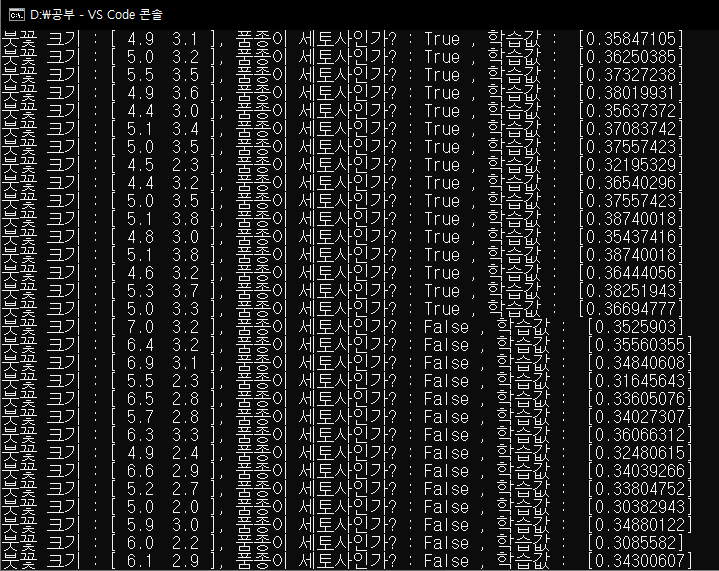 D:\공부 - VS Code 콘솔
붓꽃 크기 : [ 4.9  3.1 ], 품종이 세토사인가? : True , 학습값 :  [0.35847105]
붓꽃 크기 : [ 5.0  3.2 ], 품종이 세토사인가? : True , 학습값 :  [0.36250385]
붓꽃 크기 : [ 5.5  3.5 ], 품종이 세토사인가? : True , 학습값 :  [0.37327238]
붓꽃 크기 : [ 4.9  3.6 ], 품종이 세토사인가? : True , 학습값 :  [0.38019931]
붓꽃 크기 : [ 4.4  3.0 ], 품종이 세토사인가? : True , 학습값 :  [0.35637372]
붓꽃 크기 : [ 5.1  3.4 ], 품종이 세토사인가? : True , 학습값 :  [0.37083742]
붓꽃 크기 : [ 5.0  3.5 ], 품종이 세토사인가? : True , 학습값 :  [0.37557423]
붓꽃 크기 : [ 4.5  2.3 ], 품종이 세토사인가? : True , 학습값 :  [0.32195329]
붓꽃 크기 : [ 4.4  3.2 ], 품종이 세토사인가? : True , 학습값 :  [0.36540296]
붓꽃 크기 : [ 5.0  3.5 ], 품종이 세토사인가? : True , 학습값 :  [0.37557423]
붓꽃 크기 : [ 5.1  3.8 ], 품종이 세토사인가? : True , 학습값 :  [0.38740018]
붓꽃 크기 : [ 4.8  3.0 ], 품종이 세토사인가? : True , 학습값 :  [0.35437416]
붓꽃 크기 : [ 5.1  3.8 ], 품종이 세토사인가? : True , 학습값 :  [0.38740018]
붓꽃 크기 : [ 4.6  3.2 ], 품종이 세토사인가? : True , 학습값 :  [0.36444056]
붓꽃 크기 : [ 5.3  3.7 ], 품종이 세토사인가? : True , 학습값 :  [0.38251943]
붓꽃 크기 : [ 5.0  3.3 ], 품종이 세토사인가? : True , 학습값 :  [0.36694777]
붓꽃 크기 : [ 7.0  3.2 ], 품종이 세토사인가? : False , 학습값 :  [0.3525903]
붓꽃 크기 : [ 6.4  3.2 ], 품종이 세토사인가? : False , 학습값 :  [0.35560355]
붓꽃 크기 : [ 6.9  3.1 ], 품종이 세토사인가? : False , 학습값 :  [0.34840608]
붓꽃 크기 : [ 5.5  2.3 ], 품종이 세토사인가? : False , 학습값 :  [0.31645643]
붓꽃 크기 : [ 6.5  2.8 ], 품종이 세토사인가? : False , 학습값 :  [0.33605076]
붓꽃 크기 : [ 5.7  2.8 ], 품종이 세토사인가? : False , 학습값 :  [0.34027307]
붓꽃 크기 : [ 6.3  3.3 ], 품종이 세토사인가? : False , 학습값 :  [0.36066312]
붓꽃 크기 : [ 4.9  2.4 ], 품종이 세토사인가? : False , 학습값 :  [0.32480615]
붓꽃 크기 : [ 6.6  2.9 ], 품종이 세토사인가? : False , 학습값 :  [0.34039266]
붓꽃 크기 : [ 5.2  2.7 ], 품종이 세토사인가? : False , 학습값 :  [0.33804752]
붓꽃 크기 : [ 5.0  2.0 ], 품종이 세토사인가? : False , 학습값 :  [0.30382943]
붓꽃 크기 : [ 5.9  3.0 ], 품종이 세토사인가? : False , 학습값 :  [0.34880122]
붓꽃 크기 : [ 6.0  2.2 ], 품종이 세토사인가? : False , 학습값 :  [0.3085582]
붓꽃 크기 : [ 6.1  2.9 ], 품종이 세토사인가? : False , 학습값 :  [0.34300607]